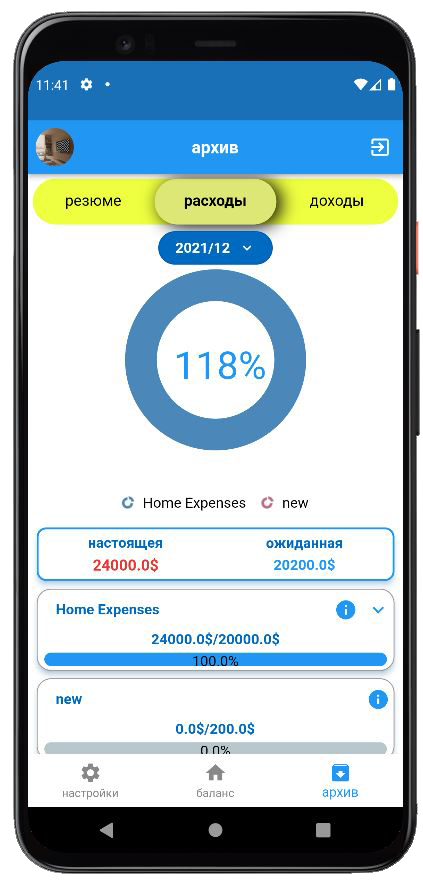 11:41
архив
резюме расходы доходы
2021/12
118%
Home Expenses new
настоящея ожиданная
24000.0$ 20200.0$
Home Expenses
24000.0$/20000.0$
100.0%
new
0.0$/200.0$
0.0%
настройки баланс архив